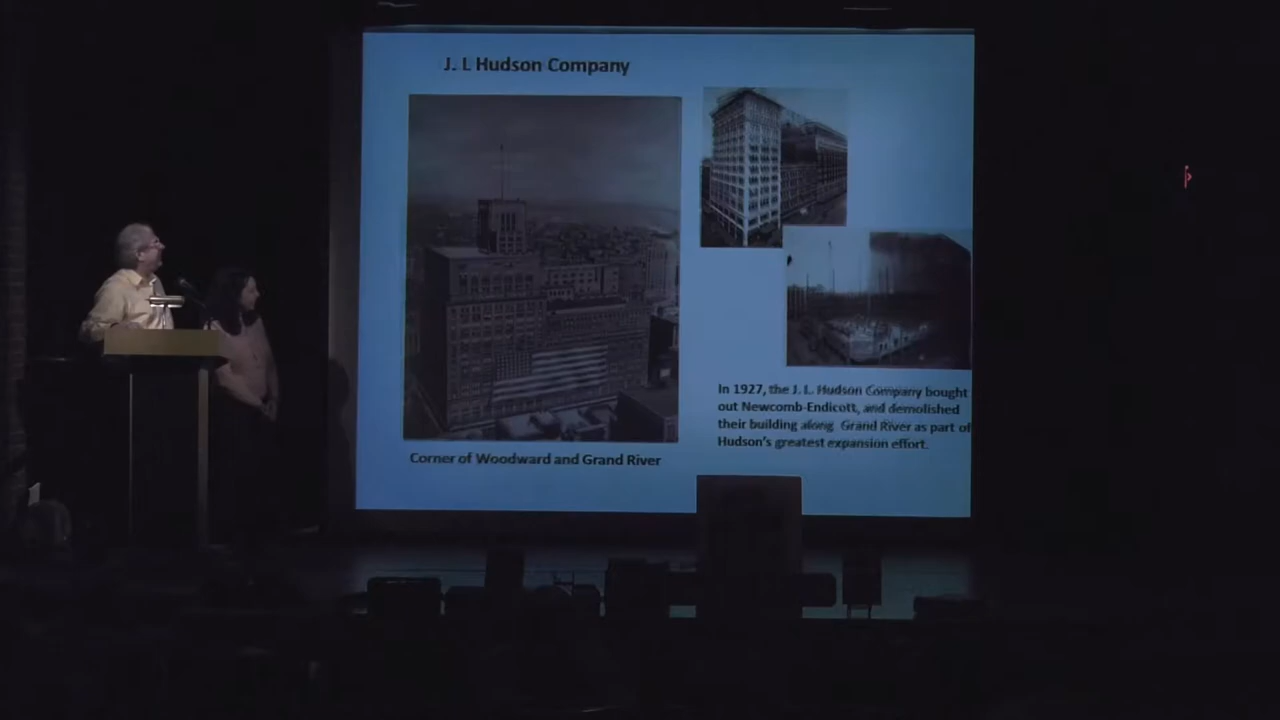 J. L Hudson Company
Corner of Woodward and Grand River
In 1927, the J. L. Hudson Company bought
out Newcomb-Endicott, and demolished
their building along Grand River as part of
Hudson's greatest expansion effort.